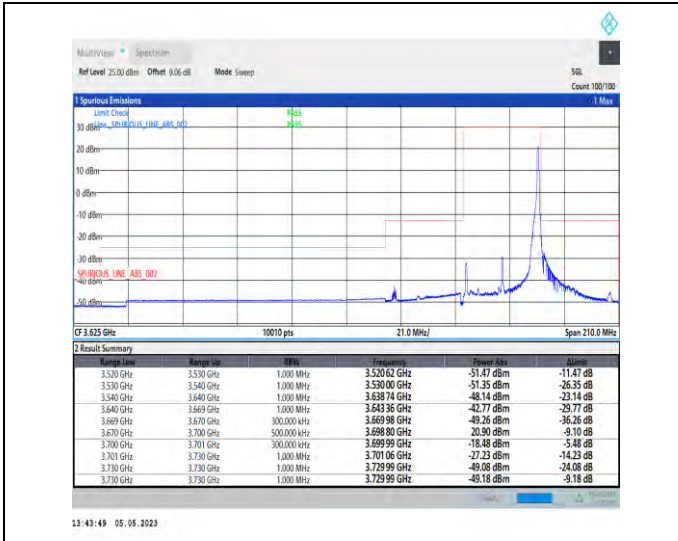 MultiView Spectrum
Ref Level 25.00 dBm Offset 9.06 dB Mode Sweep SGL
Count 100/100
1 Spurious Emissions 1 Max
Limit Check PASS
Line _SPURIOUS_LINE_ABS_002 PASS
30 dBm
20 dBm
10 dBm
0 dBm
-10 dBm
-20 dBm
-30 dBm
_SPURIOUS_LINE_ABS_002
-40 dBm
-50 dBm
CF 3.625 GHz 10010 pts 21.0 MHz/ Span 210.0 MHz
2 Result Summary
Range Low Range Up RBW Frequency Power Abs ΔLimit
3.520 GHz 3.530 GHz 1.000 MHz 3.520 62 GHz -51.47 dBm -11.47 dB
3.530 GHz 3.540 GHz 1.000 MHz 3.530 00 GHz -51.35 dBm -26.35 dB
3.540 GHz 3.640 GHz 1.000 MHz 3.638 74 GHz -48.14 dBm -23.14 dB
3.640 GHz 3.669 GHz 1.000 MHz 3.643 36 GHz -42.77 dBm -29.77 dB
3.669 GHz 3.670 GHz 300.000 kHz 3.669 98 GHz -49.26 dBm -36.26 dB
3.670 GHz 3.700 GHz 500.000 kHz 3.698 80 GHz 20.90 dBm -9.10 dB
3.700 GHz 3.701 GHz 300.000 kHz 3.699 99 GHz -18.48 dBm -5.48 dB
3.701 GHz 3.730 GHz 1.000 MHz 3.701 06 GHz -27.23 dBm -14.23 dB
3.730 GHz 3.730 GHz 1.000 MHz 3.729 99 GHz -49.08 dBm -24.08 dB
3.730 GHz 3.730 GHz 1.000 MHz 3.729 99 GHz -49.18 dBm -9.18 dB
13:43:49 05.05.2023